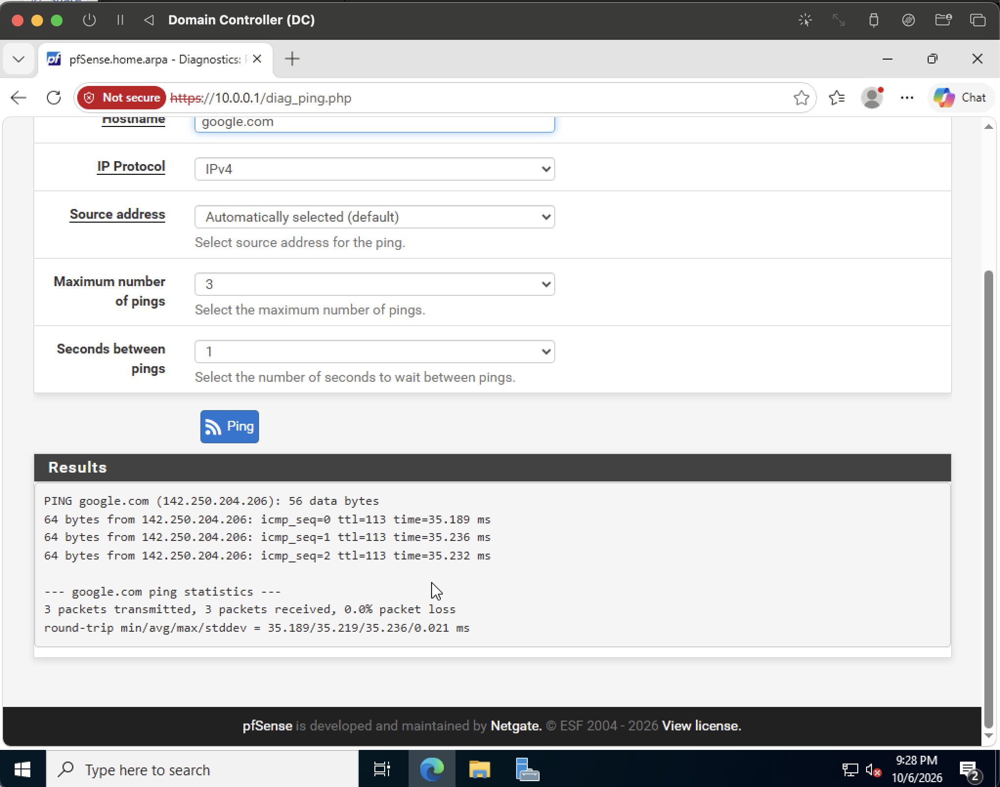 Domain Controller (DC)
pfSense.home.arpa - Diagnostics:
Not secure https://10.0.0.1/diag_ping.php
Chat
Hostname google.com
IP Protocol IPv4
Source address Automatically selected (default)
Select source address for the ping.
Maximum number of pings 3
Select the maximum number of pings.
Seconds between pings 1
Select the number of seconds to wait between pings.
Ping
Results
PING google.com (142.250.204.206): 56 data bytes
64 bytes from 142.250.204.206: icmp_seq=0 ttl=113 time=35.189 ms
64 bytes from 142.250.204.206: icmp_seq=1 ttl=113 time=35.236 ms
64 bytes from 142.250.204.206: icmp_seq=2 ttl=113 time=35.232 ms
--- google.com ping statistics ---
3 packets transmitted, 3 packets received, 0.0% packet loss
round-trip min/avg/max/stddev = 35.189/35.219/35.236/0.021 ms
pfSense is developed and maintained by Netgate. © ESF 2004 - 2026 View license.
Type here to search
9:28 PM
10/6/2026
2